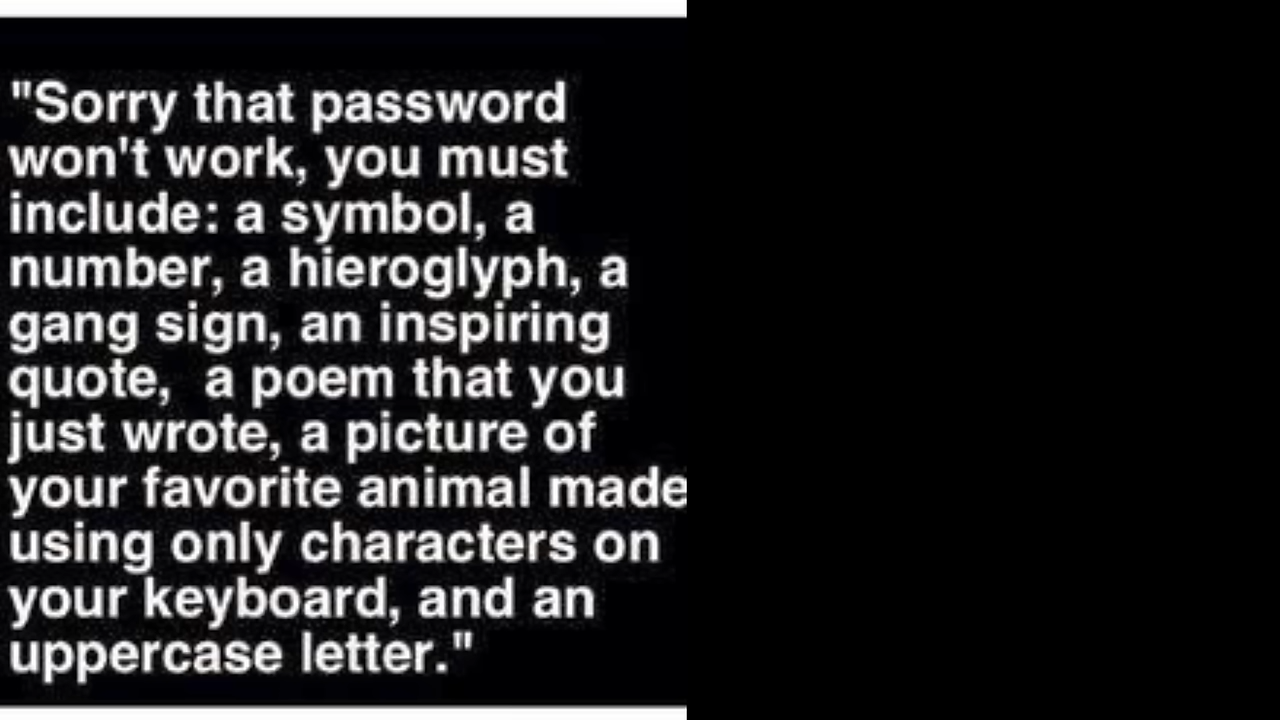 "Sorry that password
won't work, you must
include: a symbol, a
number, a hieroglyph, a
gang sign, an inspiring
quote,  a poem that you
just wrote, a picture of
your favorite animal made
using only characters on
your keyboard, and an
uppercase letter."